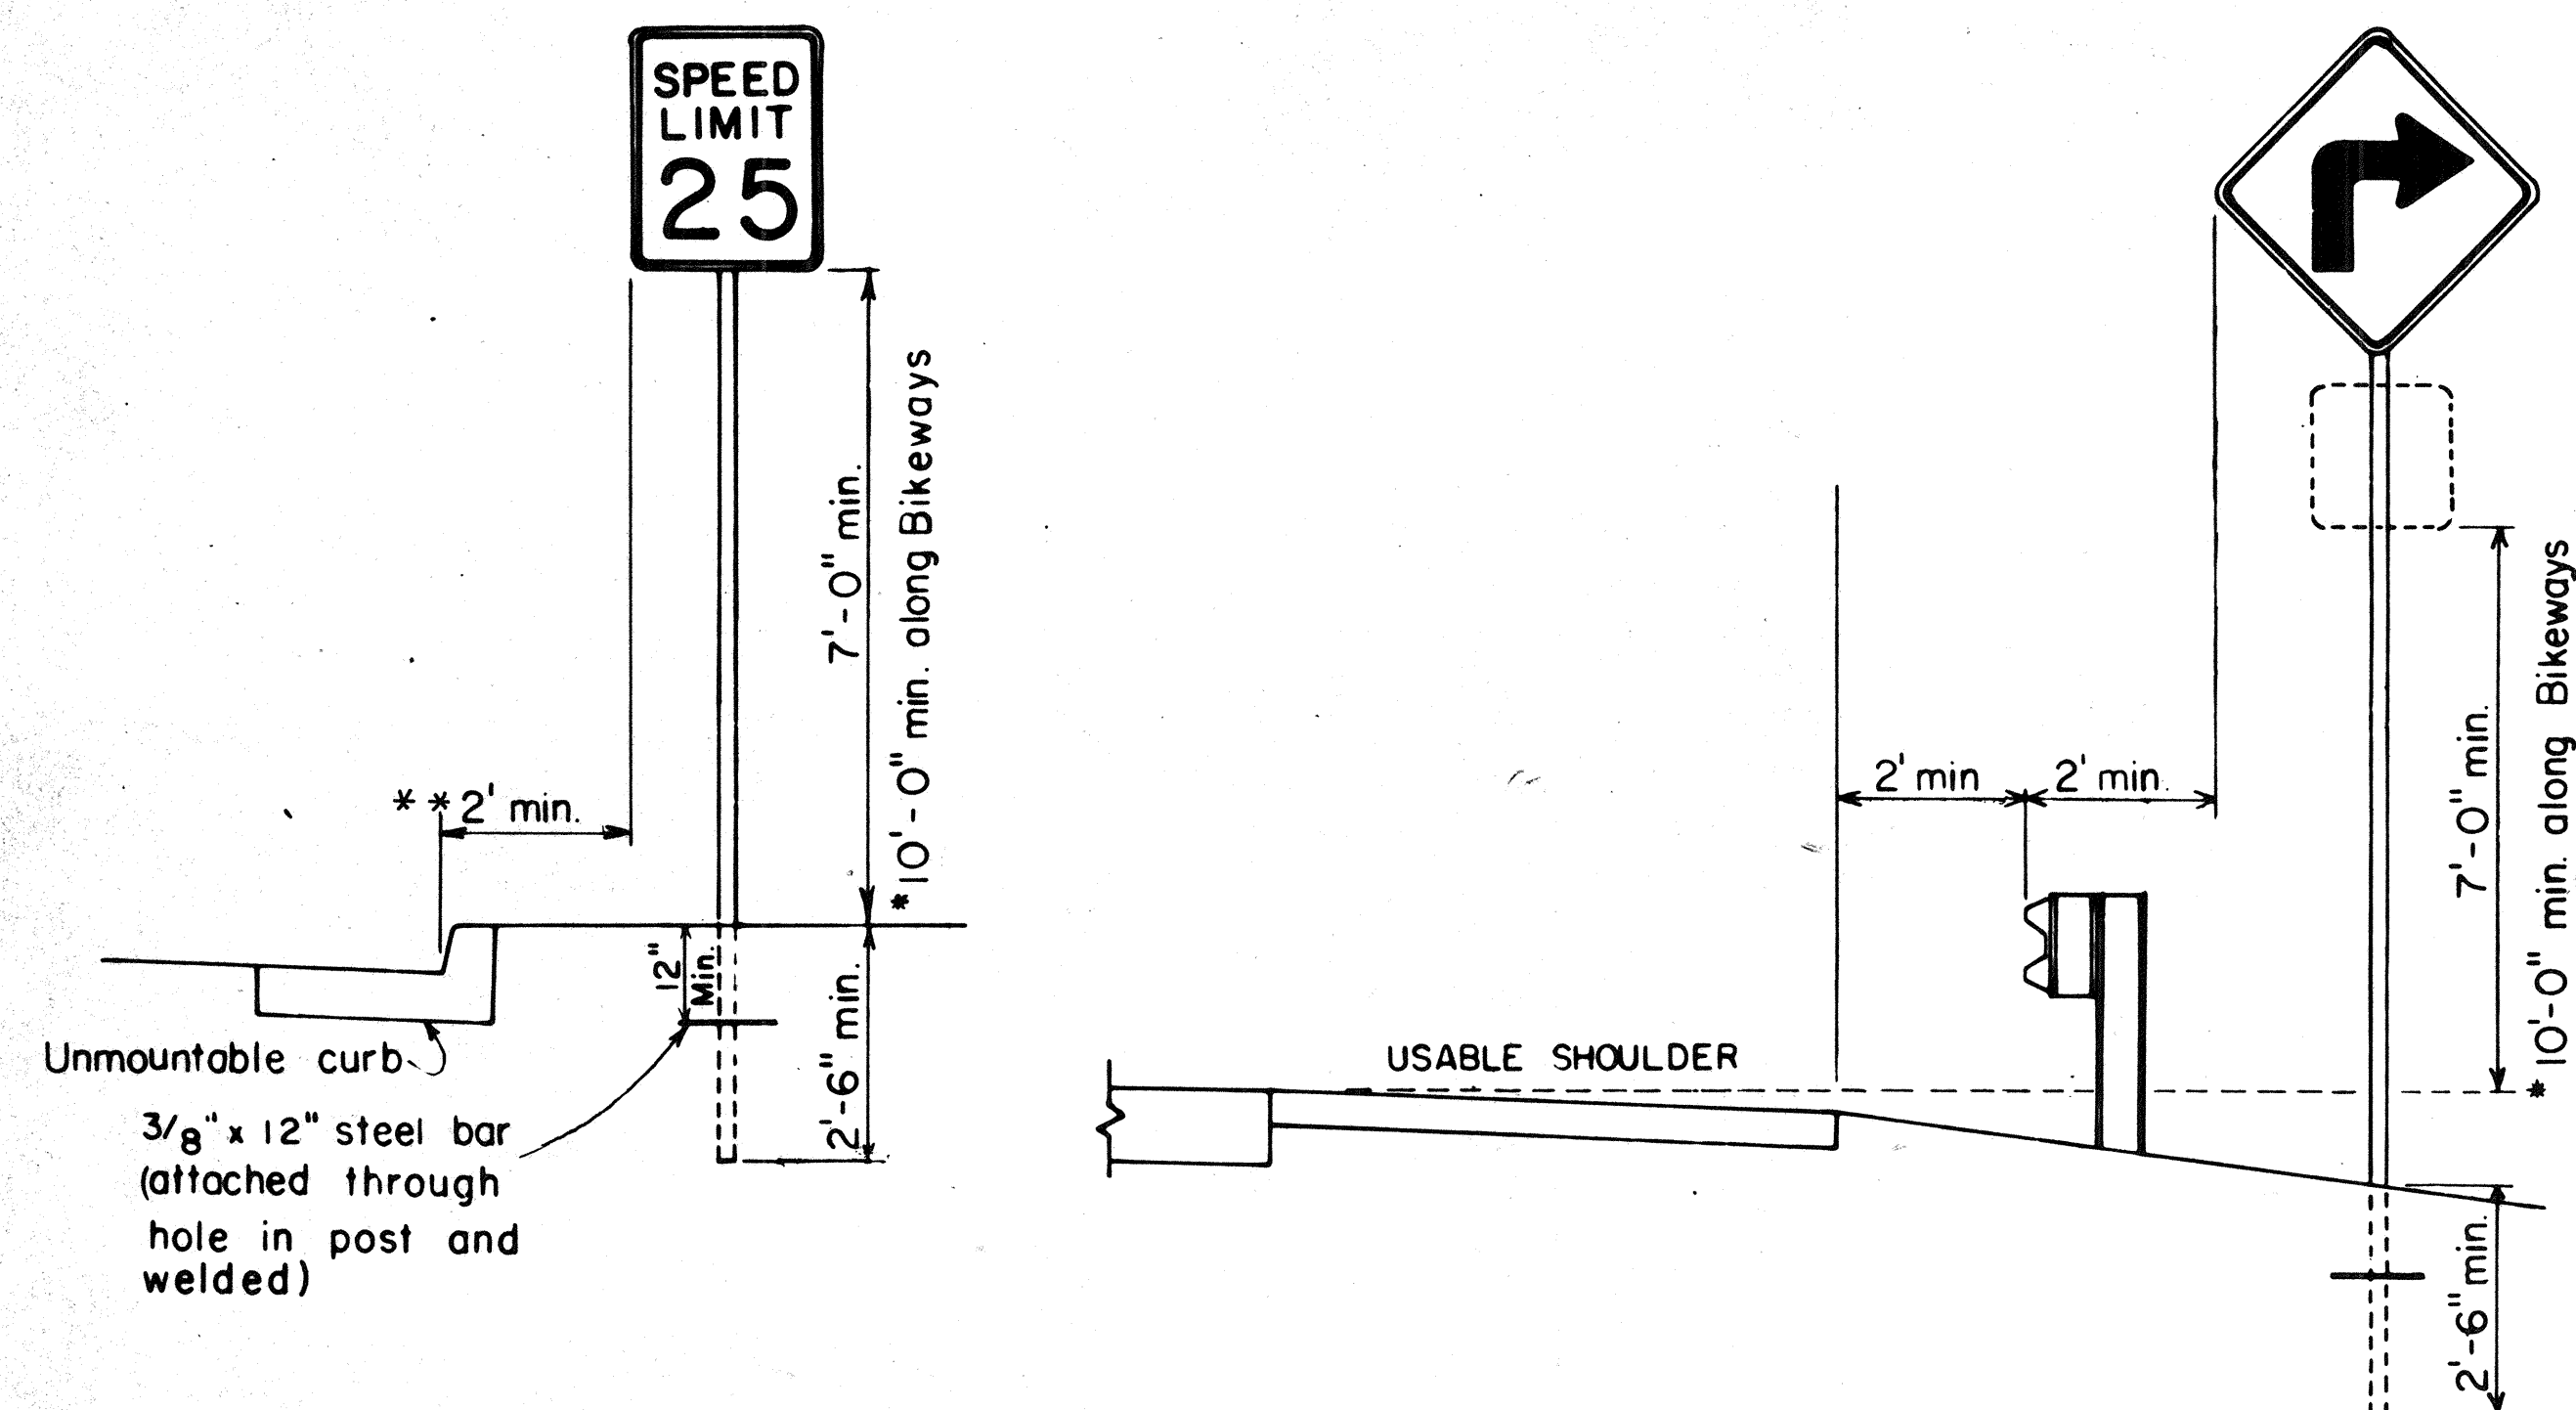 SPEED
LIMIT
25
7'-0" min.
*10'-0" min. along Bikeways
**2' min.
12"
Min.
2'-6" min.
Unmountable curb
3/8" x 12" steel bar
(attached through
hole in post and
welded)
2' min
2' min.
USABLE SHOULDER
7'-0" min.
*10'-0" min. along Bikeways
2'-6" min.